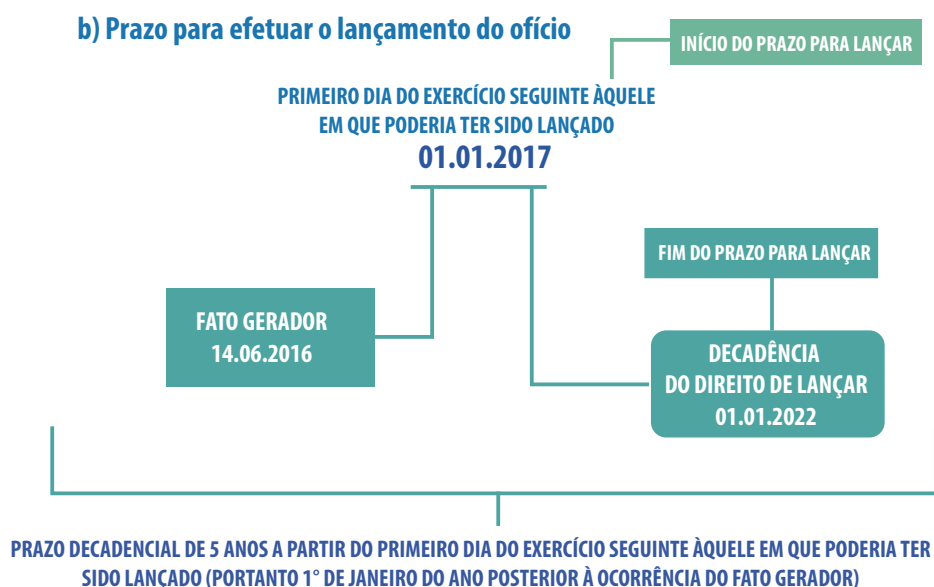 b) Prazo para efetuar o lançamento do ofício
INÍCIO DO PRAZO PARA LANÇAR
PRIMEIRO DIA DO EXERCÍCIO SEGUINTE ÀQUELE
EM QUE PODERIA TER SIDO LANÇADO
01.01.2017
FIM DO PRAZO PARA LANÇAR
FATO GERADOR
14.06.2016
DECADÊNCIA
DO DIREITO DE LANÇAR
01.01.2022
PRAZO DECADENCIAL DE 5 ANOS A PARTIR DO PRIMEIRO DIA DO EXERCÍCIO SEGUINTE ÀQUELE EM QUE PODERIA TER
SIDO LANÇADO (PORTANTO 1° DE JANEIRO DO ANO POSTERIOR À OCORRÊNCIA DO FATO GERADOR)